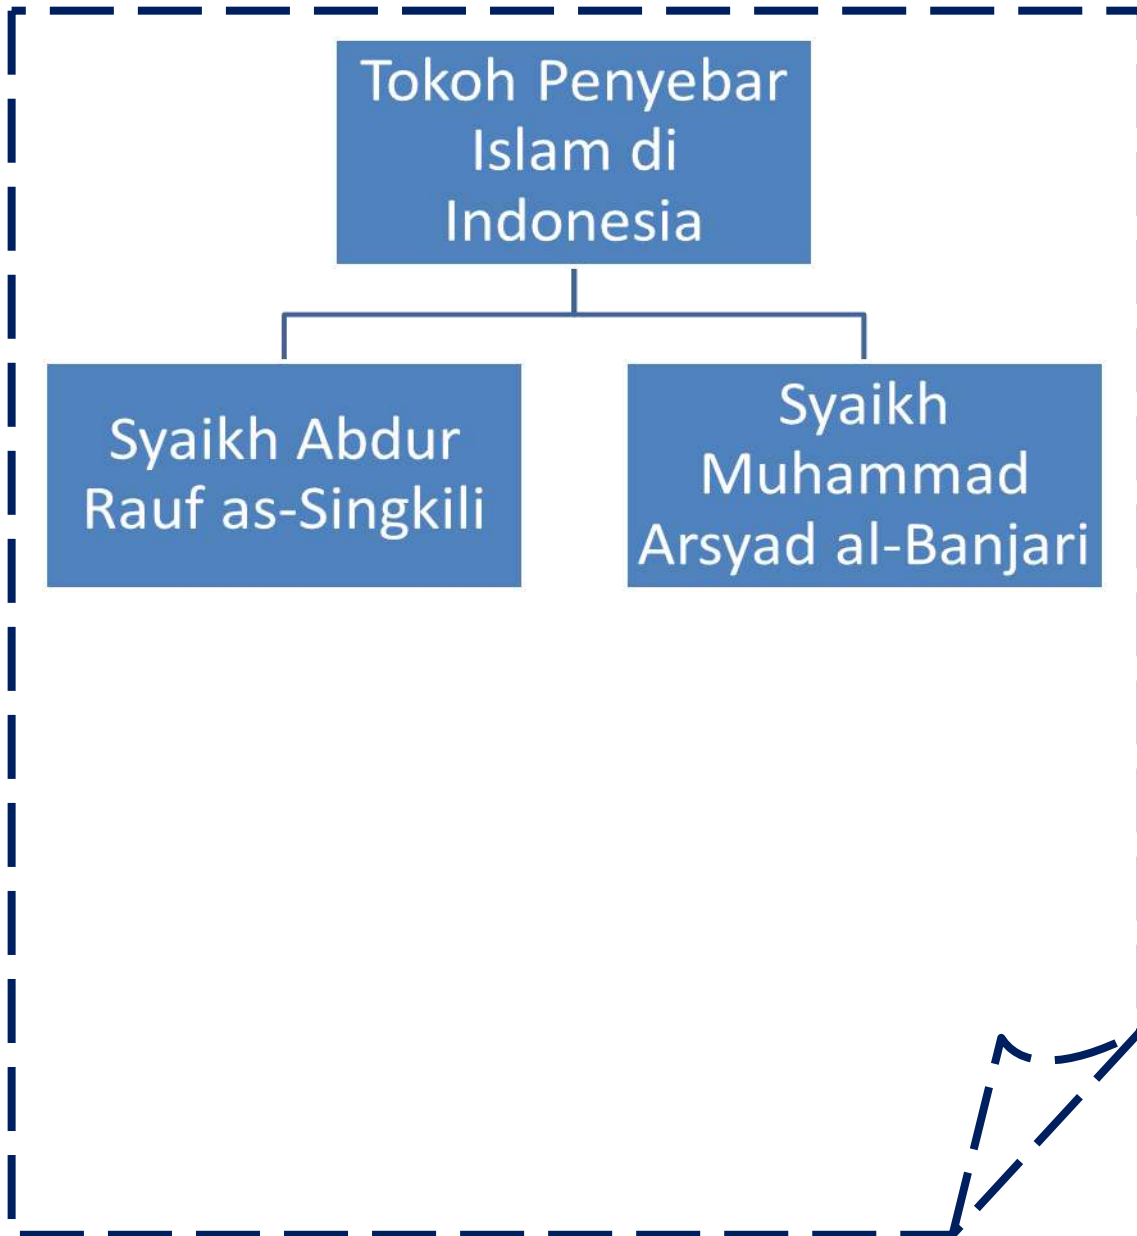 Tokoh Penyebar
Islam di
Indonesia
Syaikh Abdur
Rauf as-Singkili
Syaikh
Muhammad
Arsyad al-Banjari